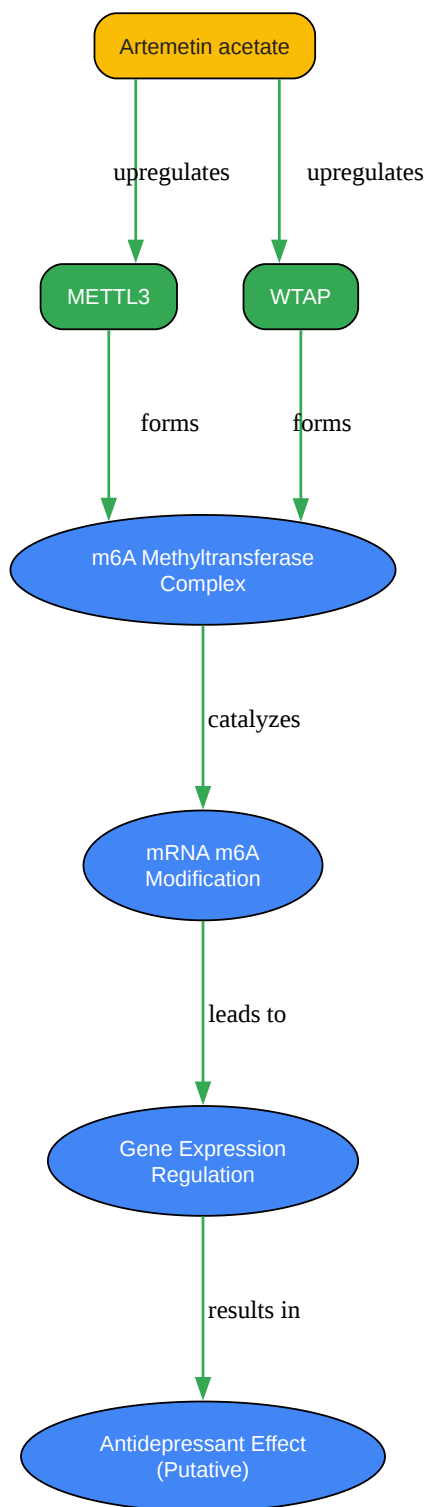 Artemetin acetate
upregulates
upregulates
METTL3
WTAP
forms
forms
m6A Methyltransferase
Complex
catalyzes
mRNA m6A
Modification
leads to
Gene Expression
Regulation
results in
Antidepressant Effect
(Putative)